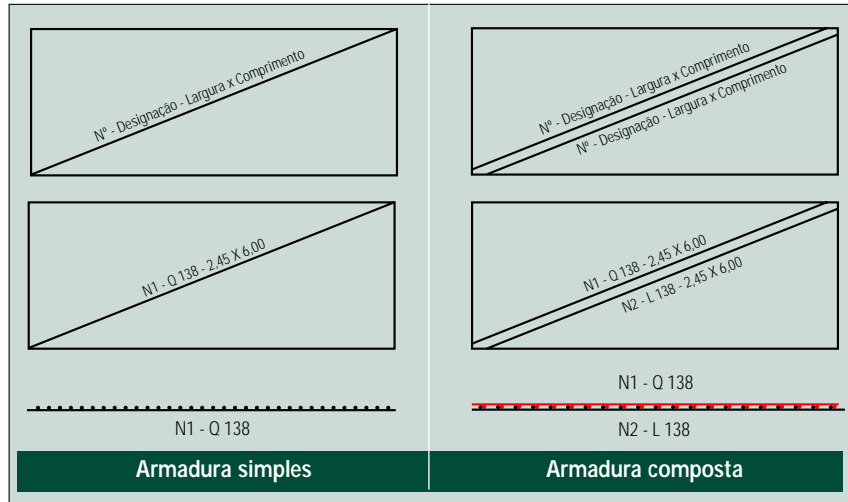 Nº - Designação - Largura x Comprimento
N1 - Q 138 - 2,45 X 6,00
N1 - Q 138
Armadura simples
Nº - Designação - Largura x Comprimento
Nº - Designação - Largura x Comprimento
N1 - Q 138 - 2,45 X 6,00
N2 - L 138 - 2,45 X 6,00
N1 - Q 138
N2 - L 138
Armadura composta